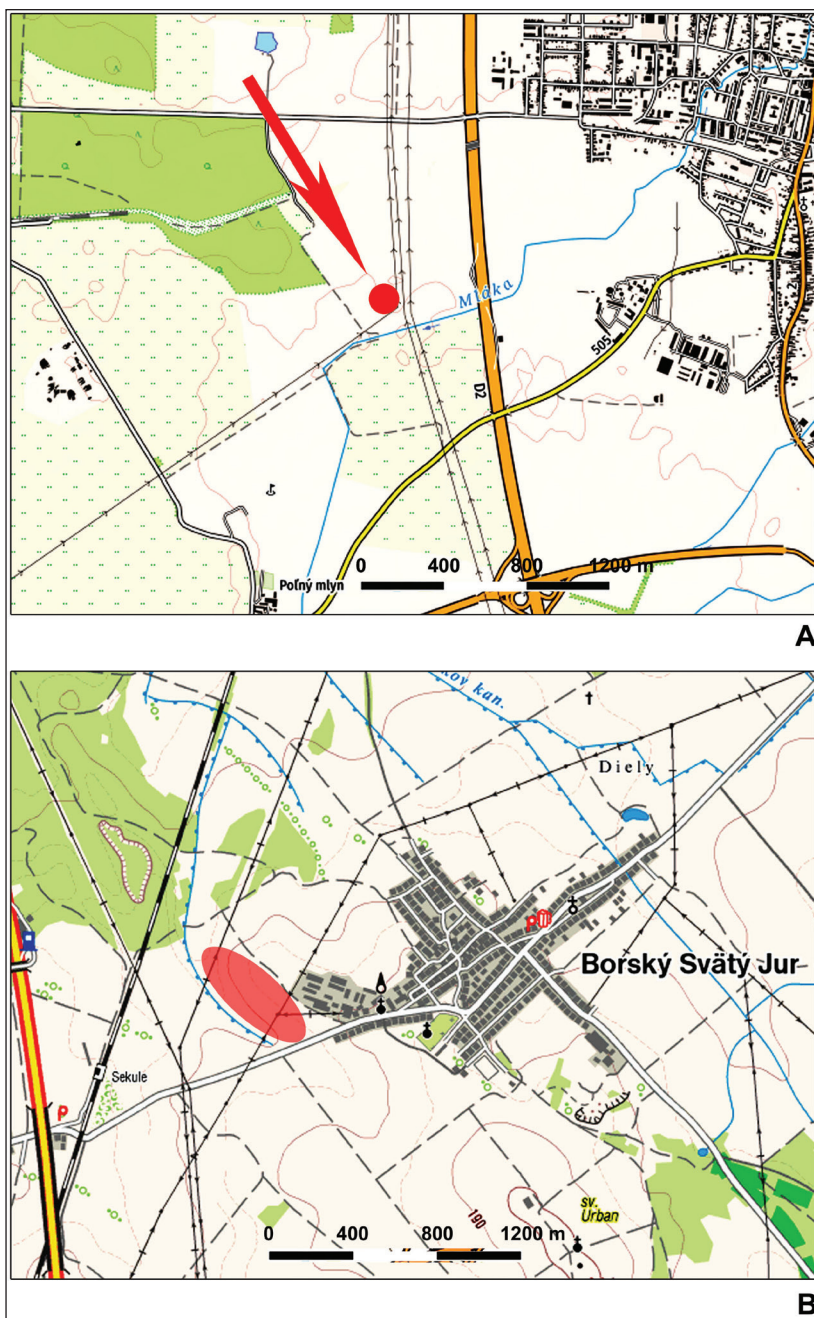 Mláka
505
D2
0 400 800 1200 m
Poľný mlyn
A
kov kan.
Diely
P
Borský Svätý Jur
Sekule
P
190
sv.
Urban
0 400 800 1200 m
B